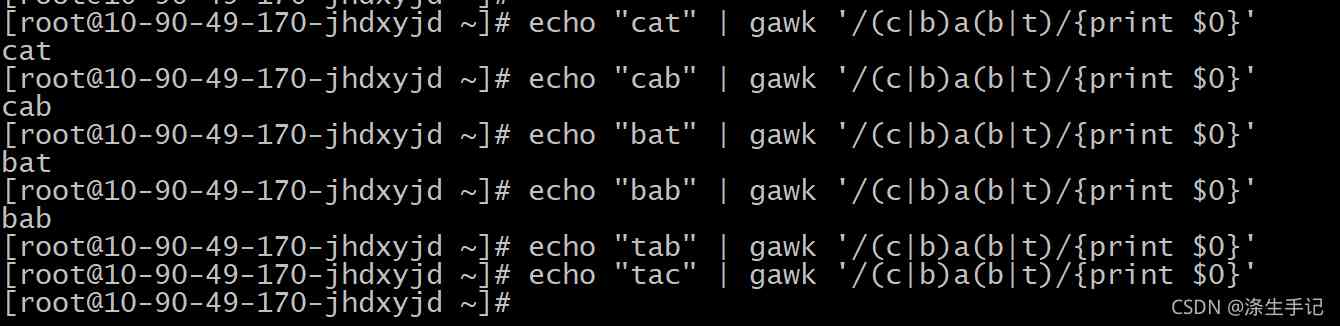 [root@10-90-49-170-jhdxyjd ~]# echo "cat" | gawk '/(c|b)a(b|t)/{print $0}'
cat
[root@10-90-49-170-jhdxyjd ~]# echo "cab" | gawk '/(c|b)a(b|t)/{print $0}'
cab
[root@10-90-49-170-jhdxyjd ~]# echo "bat" | gawk '/(c|b)a(b|t)/{print $0}'
bat
[root@10-90-49-170-jhdxyjd ~]# echo "bab" | gawk '/(c|b)a(b|t)/{print $0}'
bab
[root@10-90-49-170-jhdxyjd ~]# echo "tab" | gawk '/(c|b)a(b|t)/{print $0}'
[root@10-90-49-170-jhdxyjd ~]# echo "tac" | gawk '/(c|b)a(b|t)/{print $0}'
[root@10-90-49-170-jhdxyjd ~]#
CSDN @涤生手记